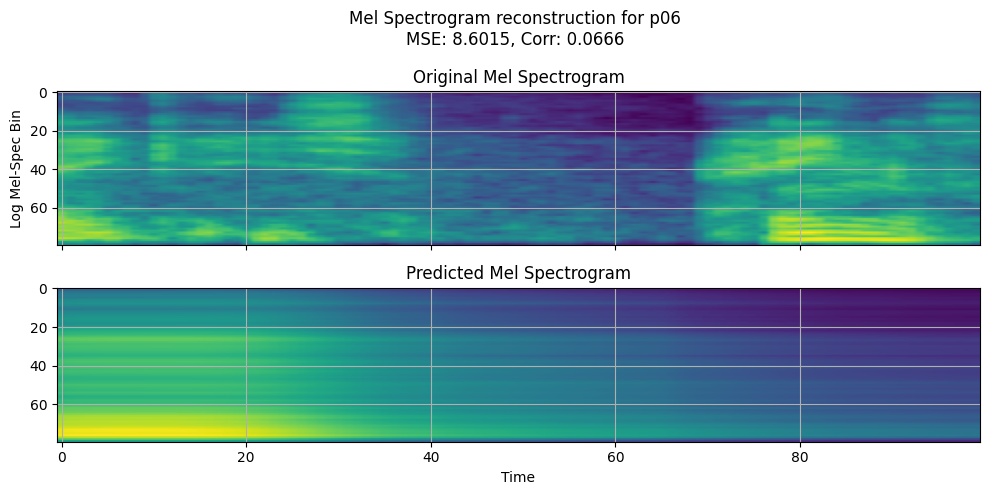 Mel Spectrogram reconstruction for p06
MSE: 8.6015, Corr: 0.0666
Original Mel Spectrogram
0
20
40
60
Log Mel-Spec Bin
Predicted Mel Spectrogram
0
20
40
60
0 20 40 60 80
Time